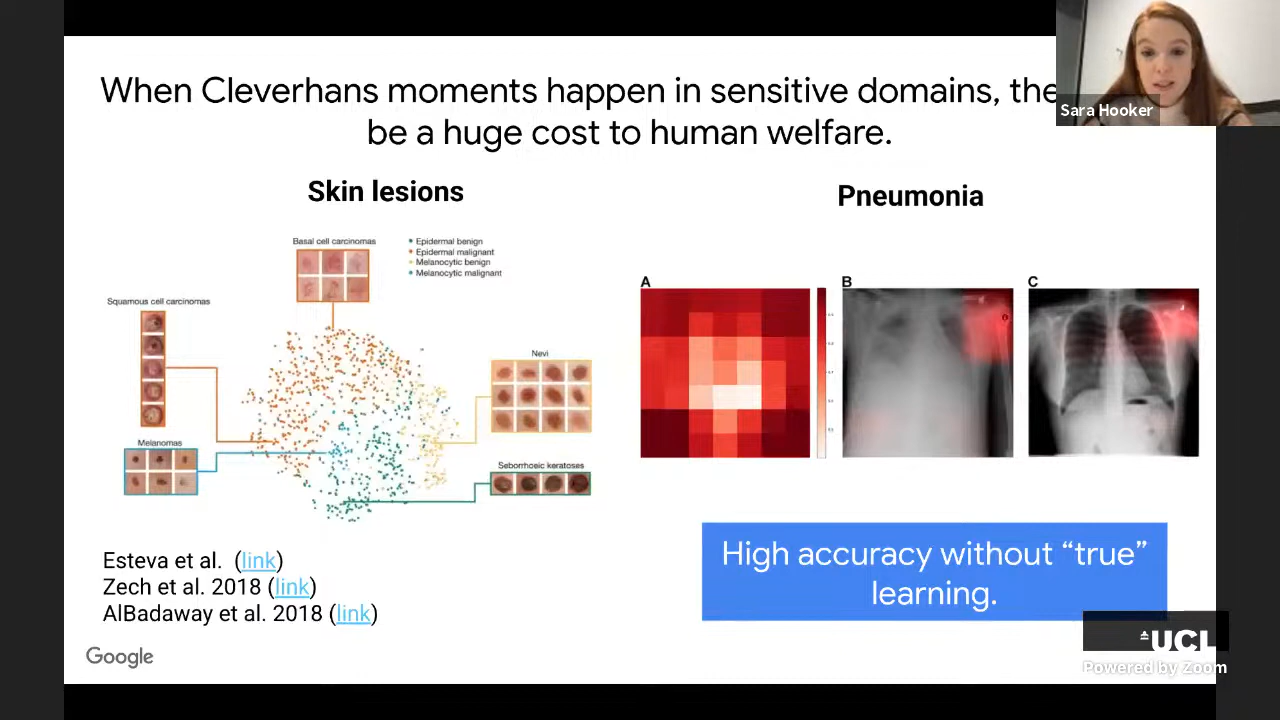 When Cleverhans moments happen in sensitive domains, the
be a huge cost to human welfare.
Sara Hooker
Skin lesions
Pneumonia
Basal cell carcinomas
Epidermal benign
Epidermal malignant
Melanocytic benign
Melanocytic malignant
Squamous cell carcinomas
Nevi
Melanomas
Seborrhoeic keratoses
A
B
C
Esteva et al. (link)
Zech et al. 2018 (link)
AlBadaway et al. 2018 (link)
High accuracy without “true”
learning.
Google
UCL
Powered by Zoom